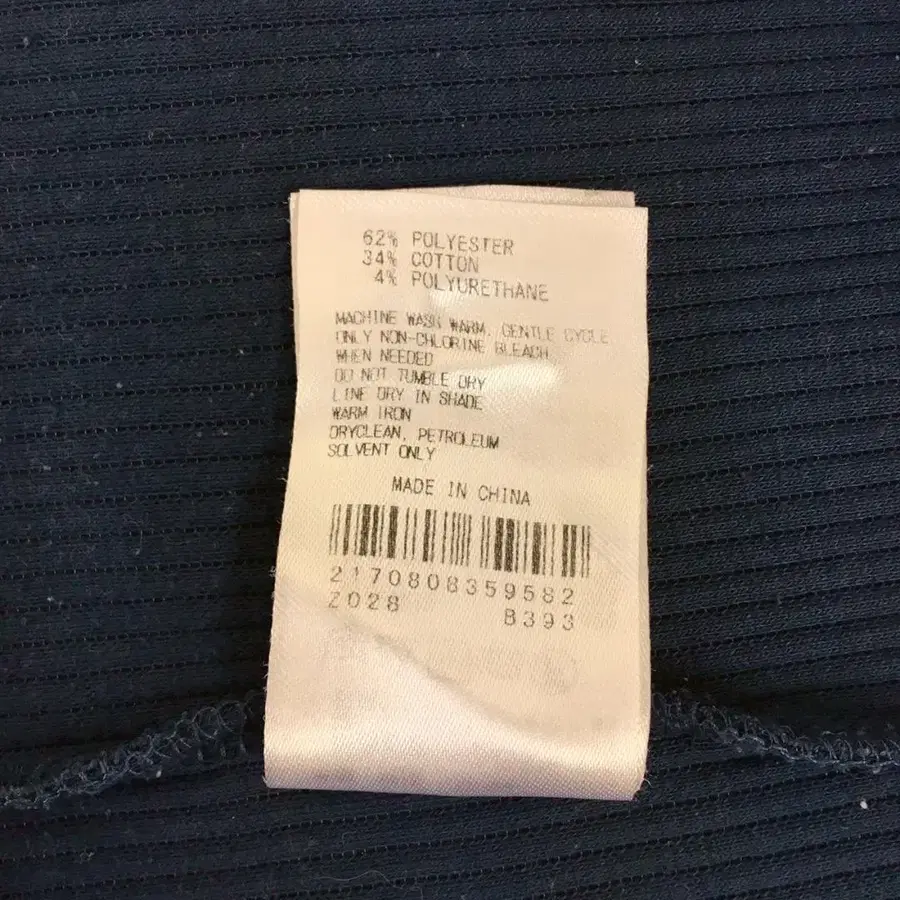 62% POLYESTER
34% COTTON
4% POLYURETHANE
MACHINE WASH WARM, GENTLE CYCLE
ONLY NON-CHLORINE BLEACH
WHEN NEEDED
DO NOT TUMBLE DRY
LINE DRY IN SHADE
WARM IRON
DRYCLEAN, PETROLEUM
SOLVENT ONLY
MADE IN CHINA
2170808359582
Z028 B393